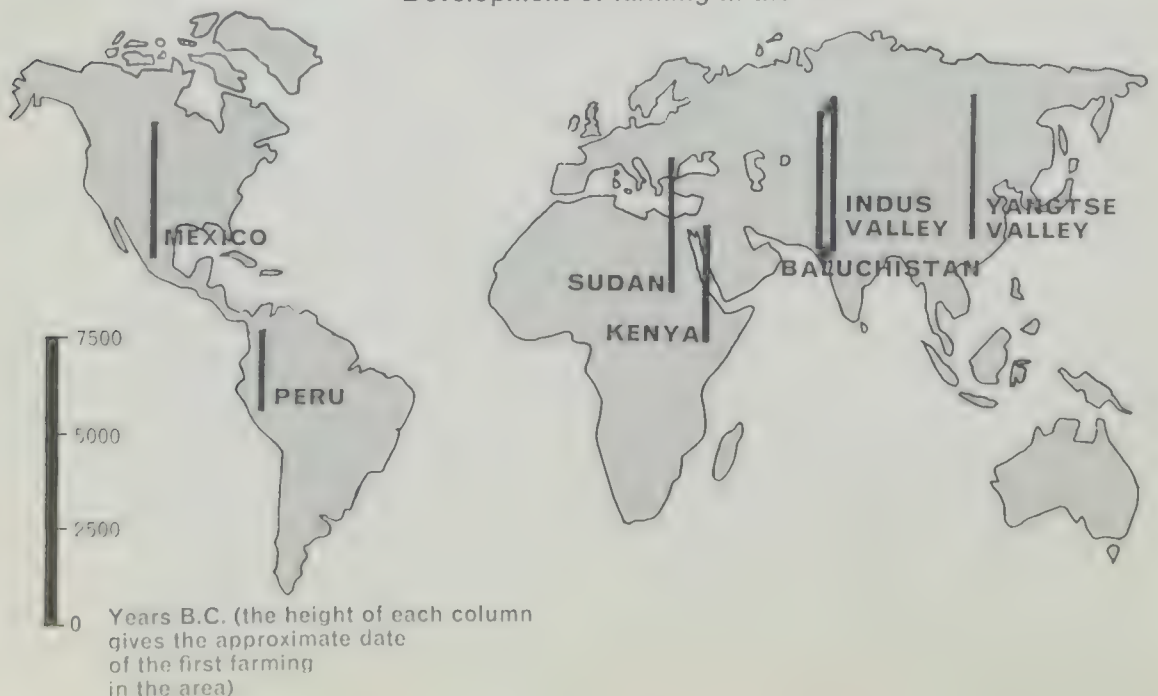 MEXICO
INDUS
VALLEY
YANGTSE
VALLEY
BALUCHISTAN
SUDAN
KENYA
PERU
7500
5000
2500
0
Years B.C. (the height of each column
gives the approximate date
of the first farming
in the area)